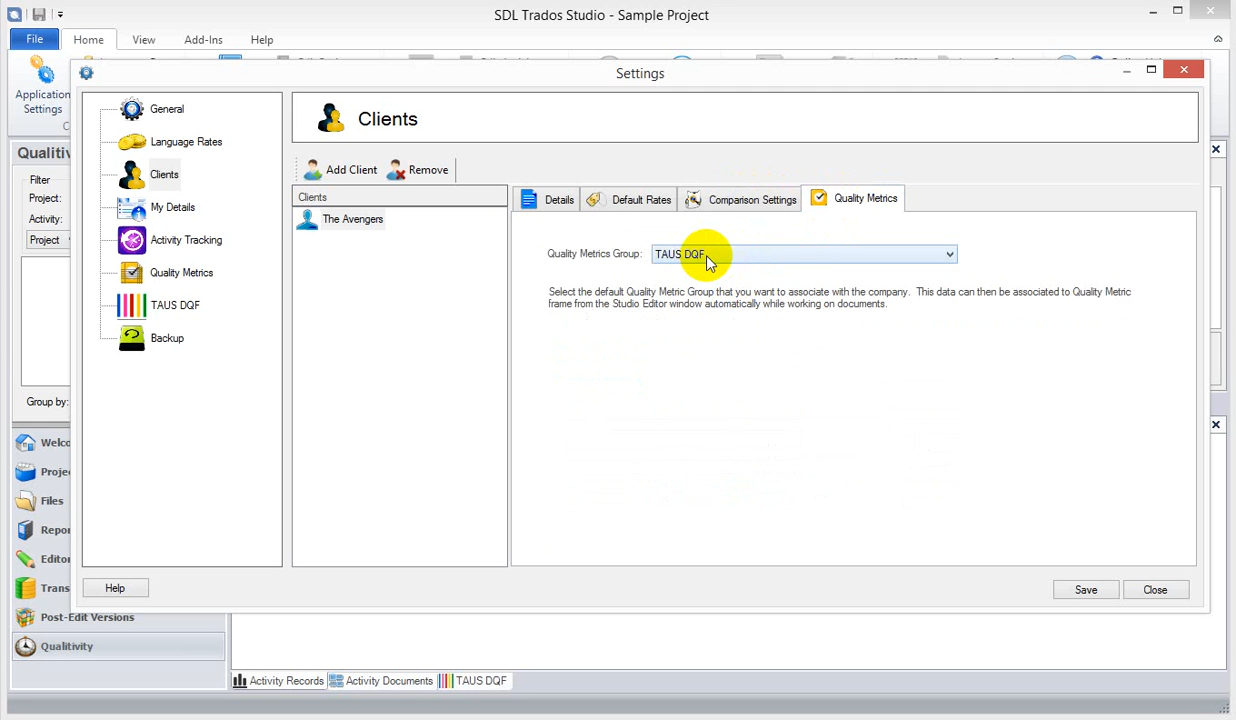 SDL Trados Studio - Sample Project
File Home View Add-Ins Help
Application
Settings
Settings
General
Language Rates
Clients
My Details
Activity Tracking
Quality Metrics
TAUS DQF
Backup
Clients
Add Client Remove
Clients
The Avengers
Details Default Rates Comparison Settings Quality Metrics
Quality Metrics Group: TAUS DQF
Select the default Quality Metric Group that you want to associate with the company. This data can then be associated to Quality Metric
frame from the Studio Editor window automatically while working on documents.
Help Save Close
Filter
Project:
Activity:
Project
Group by:
Files
Post-Edit Versions
Qualitivity
Activity Records Activity Documents TAUS DQF